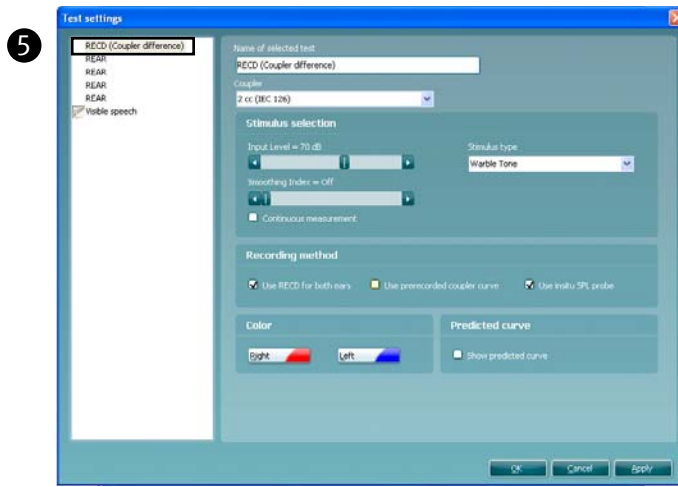 Test settings
5
RECD (Coupler difference)
REAR
REAR
REAR
REAR
Visible speech
Name of selected test
RECD (Coupler difference)
Coupler
2 cc (IEC 126)
Stimulus selection
Input Level = 70 dB
Stimulus type
Warble Tone
Smoothing Index = Off
Continuous measurement
Recording method
Use RECD for both ears
Use prerecorded coupler curve
Use insitu SPL probe
Color
Predicted curve
Right
Left
Show predicted curve
OK
Cancel
Apply